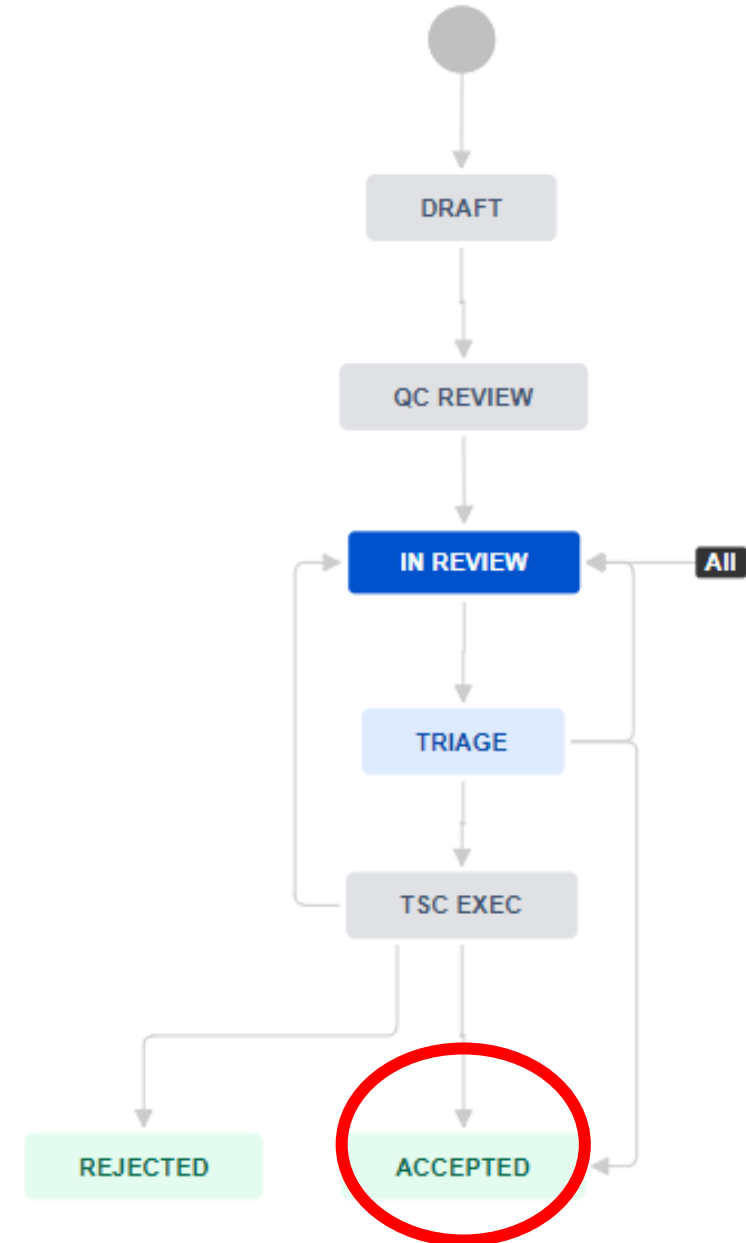 DRAFT
QC REVIEW
IN REVIEW
All
TRIAGE
TSC EXEC
REJECTED
ACCEPTED